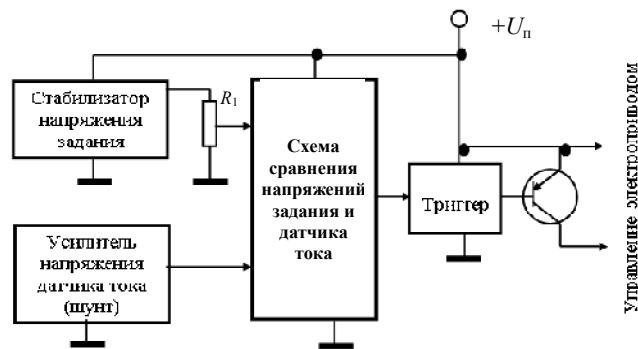 +Uп
Стабилизатор
напряжения
задания
R1
Схема
сравнения
напряжений
задания и
датчика
тока
Триггер
Усилитель
напряжения
датчика тока
(шунт)
Управление электроприводом